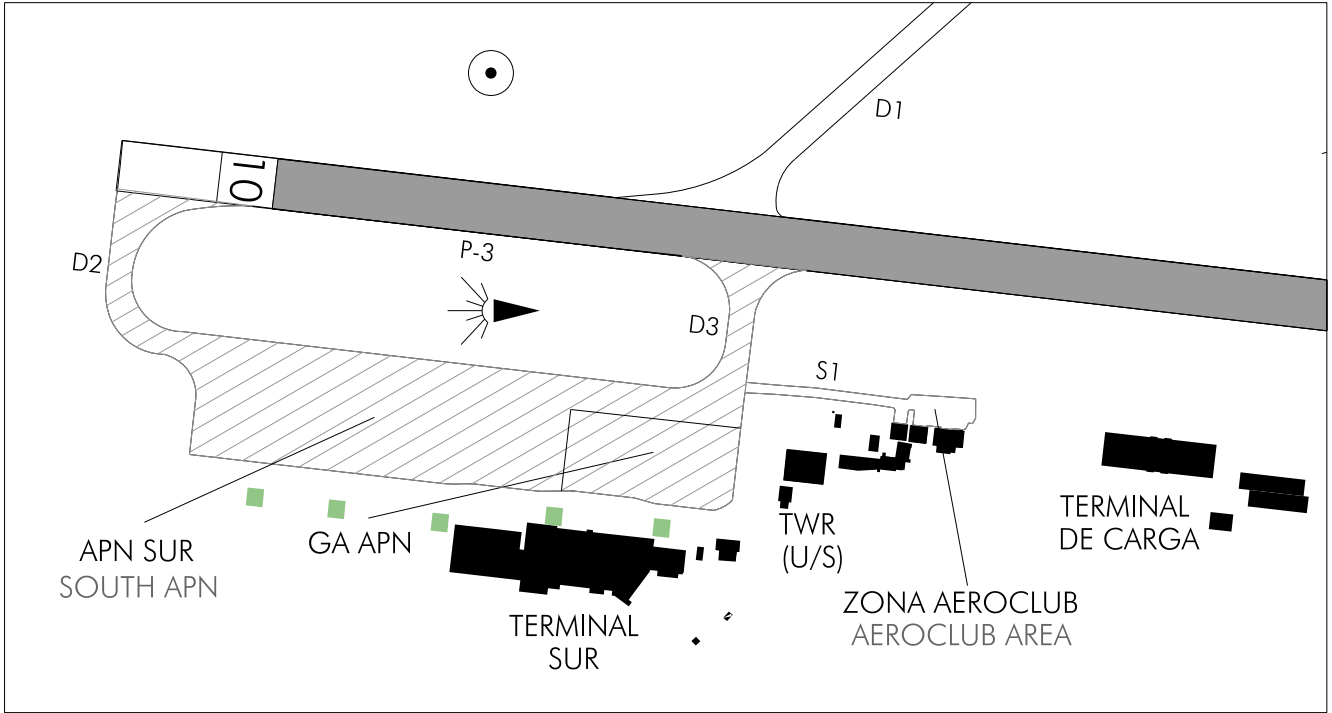 D1
10
P-3
D2
D3
S1
APN SUR
SOUTH APN
GA APN
TERMINAL
SUR
TWR
(U/S)
ZONA AEROCLUB
AEROCLUB AREA
TERMINAL
DE CARGA